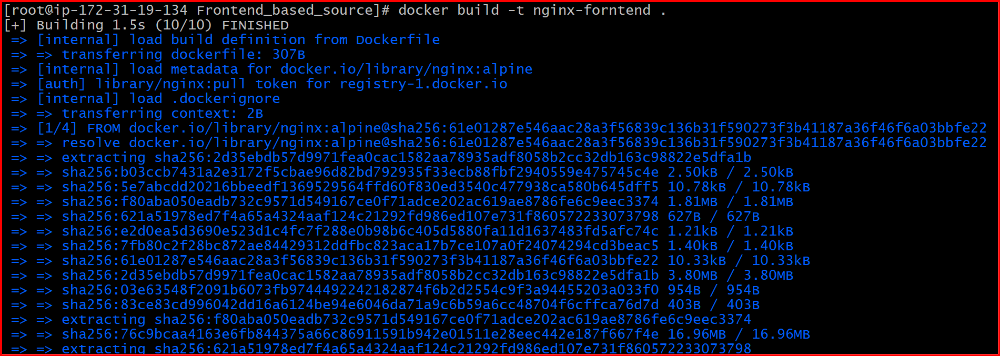 [root@ip-172-31-19-134 Frontend_based_source]# docker build -t nginx-forntend .
[+] Building 1.5s (10/10) FINISHED
=> [internal] load build definition from Dockerfile
=> => transferring dockerfile: 307B
=> [internal] load metadata for docker.io/library/nginx:alpine
=> [auth] library/nginx:pull token for registry-1.docker.io
=> [internal] load .dockerignore
=> => transferring context: 2B
=> [1/4] FROM docker.io/library/nginx:alpine@sha256:61e01287e546aac28a3f56839c136b31f590273f3b41187a36f46f6a03bbfe22
=> => resolve docker.io/library/nginx:alpine@sha256:61e01287e546aac28a3f56839c136b31f590273f3b41187a36f46f6a03bbfe22
=> => extracting sha256:2d35ebdb57d9971fea0cac1582aa78935adf8058b2cc32db163c98822e5dfa1b
=> => sha256:b03ccb7431a2e3172f5cbae96d82bd792935f33ecb88fbf2940559e475745c4e 2.50kB / 2.50kB
=> => sha256:5e7abcdd20216bbeedf1369529564ffd60f830ed3540c477938ca580b645dff5 10.78kB / 10.78kB
=> => sha256:f80aba050eadb732c9571d549167ce0f71adce202ac619ae8786fe6c9eec3374 1.81MB / 1.81MB
=> => sha256:621a51978ed7f4a65a4324aaf124c21292fd986ed107e731f860572233073798 627B / 627B
=> => sha256:e2d0ea5d3690e523d1c4fc7f288e0b98b6c405d5880fa11d1637483fd5afc74c 1.21kB / 1.21kB
=> => sha256:7fb80c2f28bc872ae84429312ddfbc823aca17b7ce107a0f24074294cd3beac5 1.40kB / 1.40kB
=> => sha256:61e01287e546aac28a3f56839c136b31f590273f3b41187a36f46f6a03bbfe22 10.33kB / 10.33kB
=> => sha256:2d35ebdb57d9971fea0cac1582aa78935adf8058b2cc32db163c98822e5dfa1b 3.80MB / 3.80MB
=> => sha256:03e63548f2091b6073fb9744492242182874f6b2d2554c9f3a94455203a033f0 954B / 954B
=> => sha256:83ce83cd996042dd16a6124be94e6046da71a9c6b59a6cc48704f6cffca76d7d 403B / 403B
=> => extracting sha256:f80aba050eadb732c9571d549167ce0f71adce202ac619ae8786fe6c9eec3374
=> => sha256:76c9bcaa4163e6fb844375a66c86911591b942e01511e28eec442e187f667f4e 16.96MB / 16.96MB
=> => extracting sha256:621a51978ed7f4a65a4324aaf124c21292fd986ed107e731f860572233073798